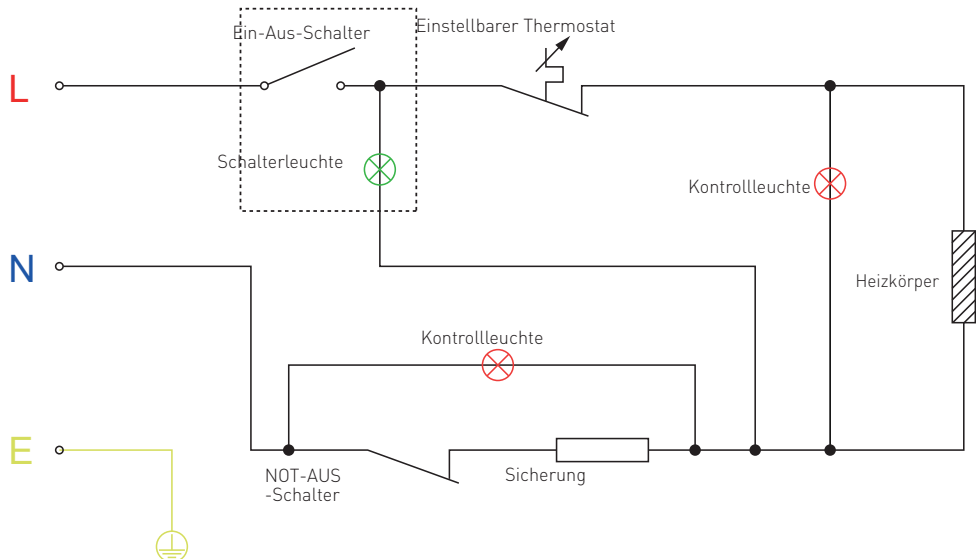 Ein-Aus-Schalter
Einstellbarer Thermostat
L
Schalterleuchte
Kontrollleuchte
N
Heizkörper
Kontrollleuchte
E
NOT-AUS
-Schalter
Sicherung